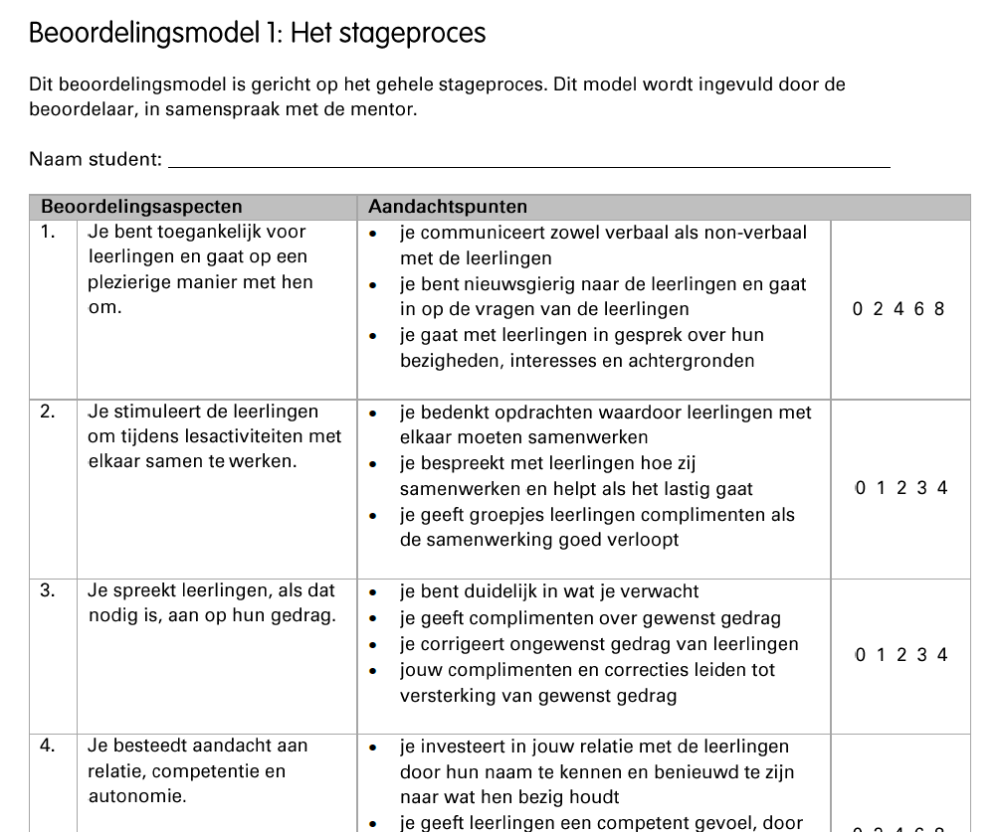 Beoordelingsmodel 1: Het stageproces
Dit beoordelingsmodel is gericht op het gehele stageproces. Dit model wordt ingevuld door de
beoordelaar, in samenspraak met de mentor.
Naam student:
Beoordelingsaspecten
Aandachtspunten
1.
Je bent toegankelijk voor
leerlingen en gaat op een
plezierige manier met hen
om.
• je communiceert zowel verbaal als non-verbaal
met de leerlingen
• je bent nieuwsgierig naar de leerlingen en gaat
in op de vragen van de leerlingen
• je gaat met leerlingen in gesprek over hun
bezigheden, interesses en achtergronden
0 2 4 6 8
2.
Je stimuleert de leerlingen
om tijdens lesactiviteiten met
elkaar samen te werken.
• je bedenkt opdrachten waardoor leerlingen met
elkaar moeten samenwerken
• je bespreekt met leerlingen hoe zij
samenwerken en helpt als het lastig gaat
• je geeft groepjes leerlingen complimenten als
de samenwerking goed verloopt
0 1 2 3 4
3.
Je spreekt leerlingen, als dat
nodig is, aan op hun gedrag.
• je bent duidelijk in wat je verwacht
• je geeft complimenten over gewenst gedrag
• je corrigeert ongewenst gedrag van leerlingen
• jouw complimenten en correcties leiden tot
versterking van gewenst gedrag
0 1 2 3 4
4.
Je besteedt aandacht aan
relatie, competentie en
autonomie.
• je investeert in jouw relatie met de leerlingen
door hun naam te kennen en benieuwd te zijn
naar wat hen bezig houdt
• je geeft leerlingen een competent gevoel, door